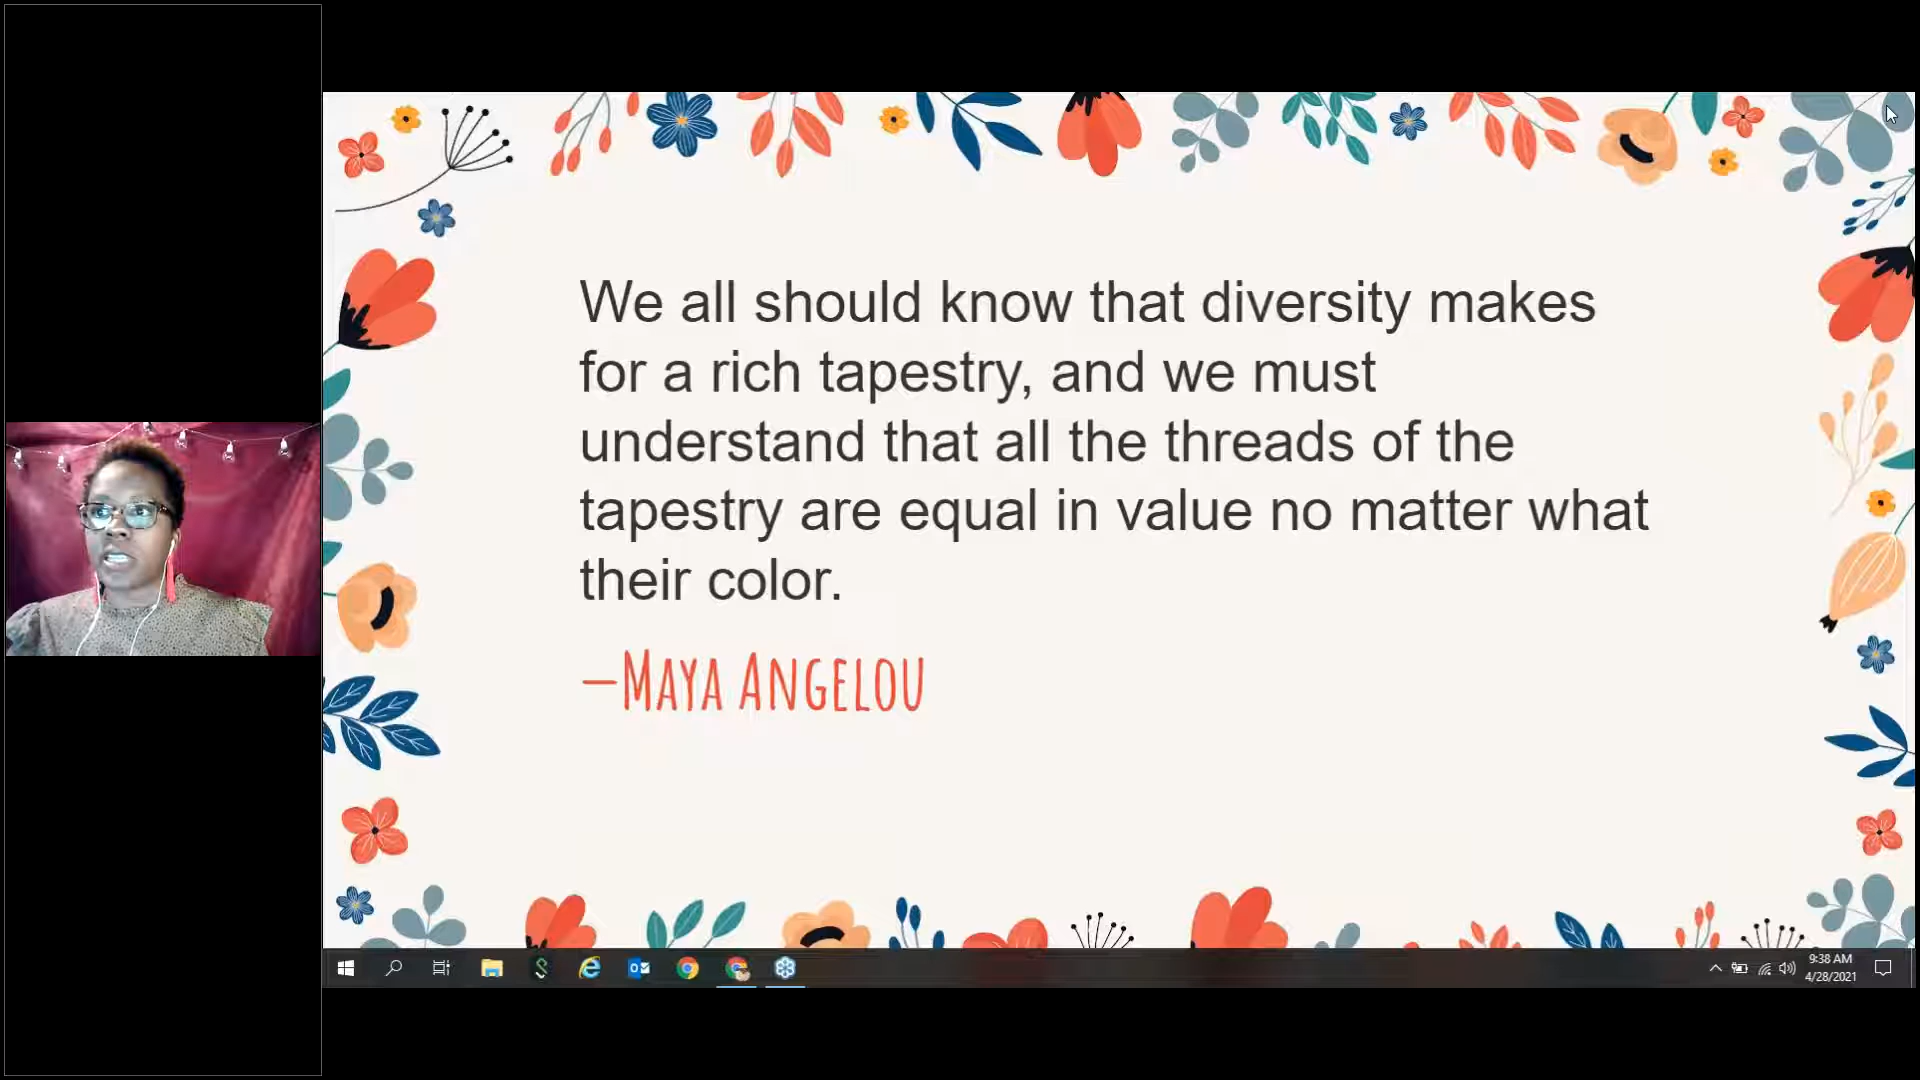 We all should know that diversity makes
for a rich tapestry, and we must
understand that all the threads of the
tapestry are equal in value no matter what
their color.
–MAYA ANGELOU
9:38 AM
4/28/2021